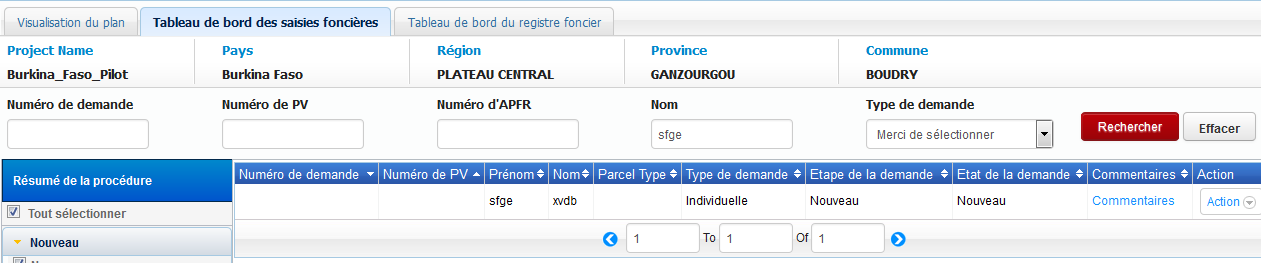 Visualisation du plan
Tableau de bord des saisies foncières
Tableau de bord du registre foncier
Project Name Pays Région Province Commune
Burkina_Faso_Pilot Burkina Faso PLATEAU CENTRAL GANZOURGOU BOUDRY
Numéro de demande Numéro de PV Numéro d'APFR Nom Type de demande
sfge Merci de sélectionner Rechercher Effacer
Résumé de la procédure
Tout sélectionner
Nouveau
Numéro de demande Numéro de PV Prénom Nom Parcel Type Type de demande Etape de la demande Etat de la demande Commentaires Action
sfge xvdb Individuelle Nouveau Nouveau Commentaires Action
1 To 1 Of 1